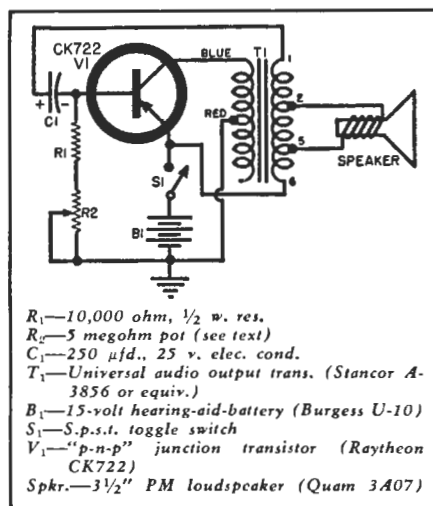 CK722
V1
BLUE
T1
1
+
-
C1
RED
2
5
6
SPEAKER
R1
S1
R2
B1
R₁—10,000 ohm, ½ w. res.
R₂—5 megohm pot (see text)
C₁—250 μfd., 25 v. elec. cond.
T₁—Universal audio output trans. (Stancor A-
3856 or equiv.)
B₁—15-volt hearing-aid-battery (Burgess U-10)
S₁—S.p.s.t. toggle switch
V₁—"p-n-p" junction transistor (Raytheon
CK722)
Spkr.—3½" PM loudspeaker (Quam 3A07)